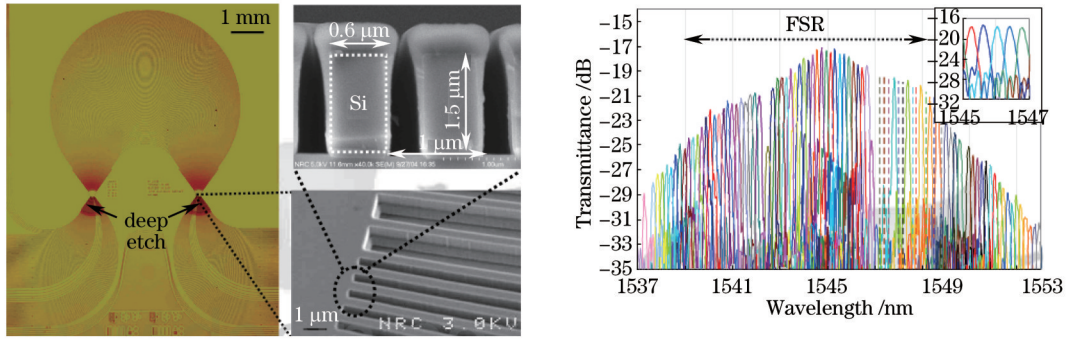 1 mm
deep
etch
0.6 μm
Si
1.5 μm
1 μm
1 μm
NRC 3.0KV
Transmittance /dB
-15
-17
-19
-21
-23
-25
-27
-29
-31
-33
-35
FSR
-16
-20
-24
-28
-32
1545
1547
1537
1541
1545
1549
1553
Wavelength /nm